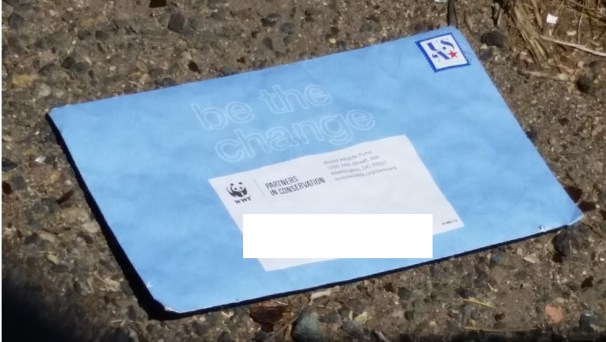 be the
change
USA
WWF
PARTNERS
IN CONSERVATION
World Wildlife Fund